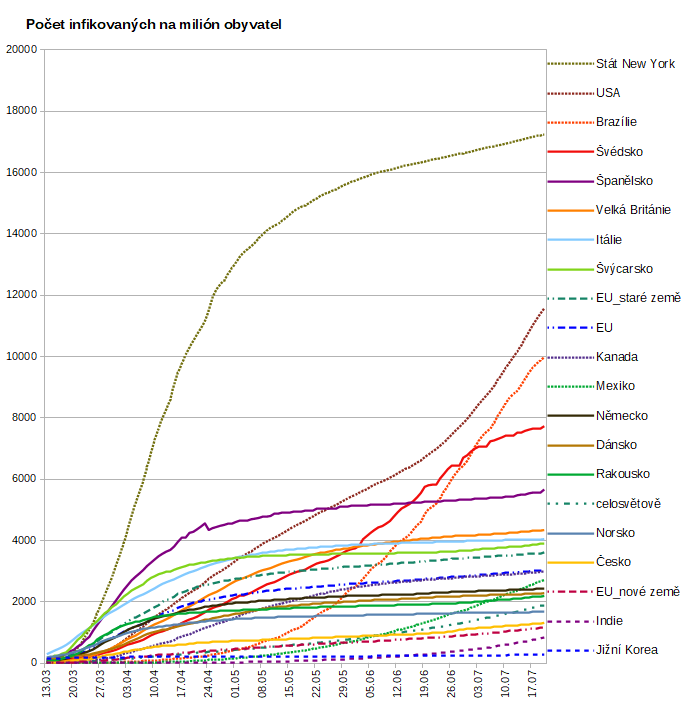 Počet infikovaných na milión obyvatel
20000
18000
16000
14000
12000
10000
8000
6000
4000
2000
0
13.03
20.03
27.03
03.04
10.04
17.04
24.04
01.05
08.05
15.05
22.05
29.05
05.06
12.06
19.06
26.06
03.07
10.07
17.07
Stát New York
USA
Brazílie
Švédsko
Španělsko
Velká Británie
Itálie
Švýcarsko
EU_staré země
EU
Kanada
Mexiko
Německo
Dánsko
Rakousko
celosvětově
Norsko
Česko
EU_nové země
Indie
Jižní Korea